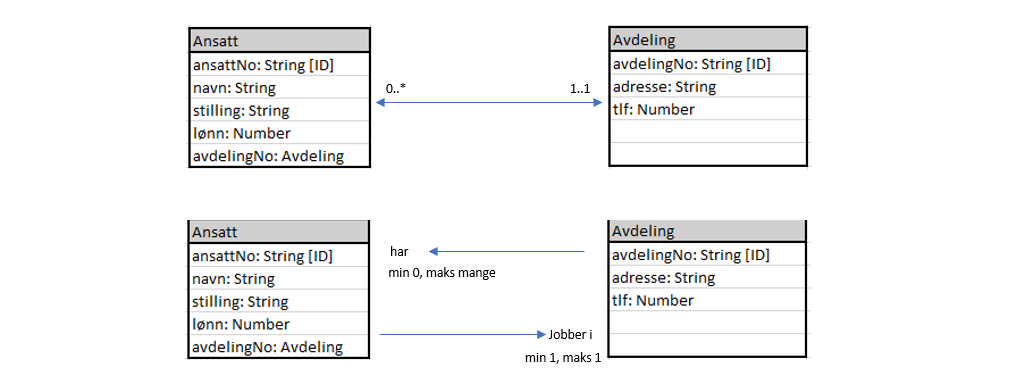 Ansatt
ansattNo: String [ID]
navn: String
stilling: String
lønn: Number
avdelingNo: Avdeling
0..*
1..1
Avdeling
avdelingNo: String [ID]
adresse: String
tlf: Number
Ansatt
ansattNo: String [ID]
navn: String
stilling: String
lønn: Number
avdelingNo: Avdeling
har
min 0, maks mange
Jobber i
min 1, maks 1
Avdeling
avdelingNo: String [ID]
adresse: String
tlf: Number